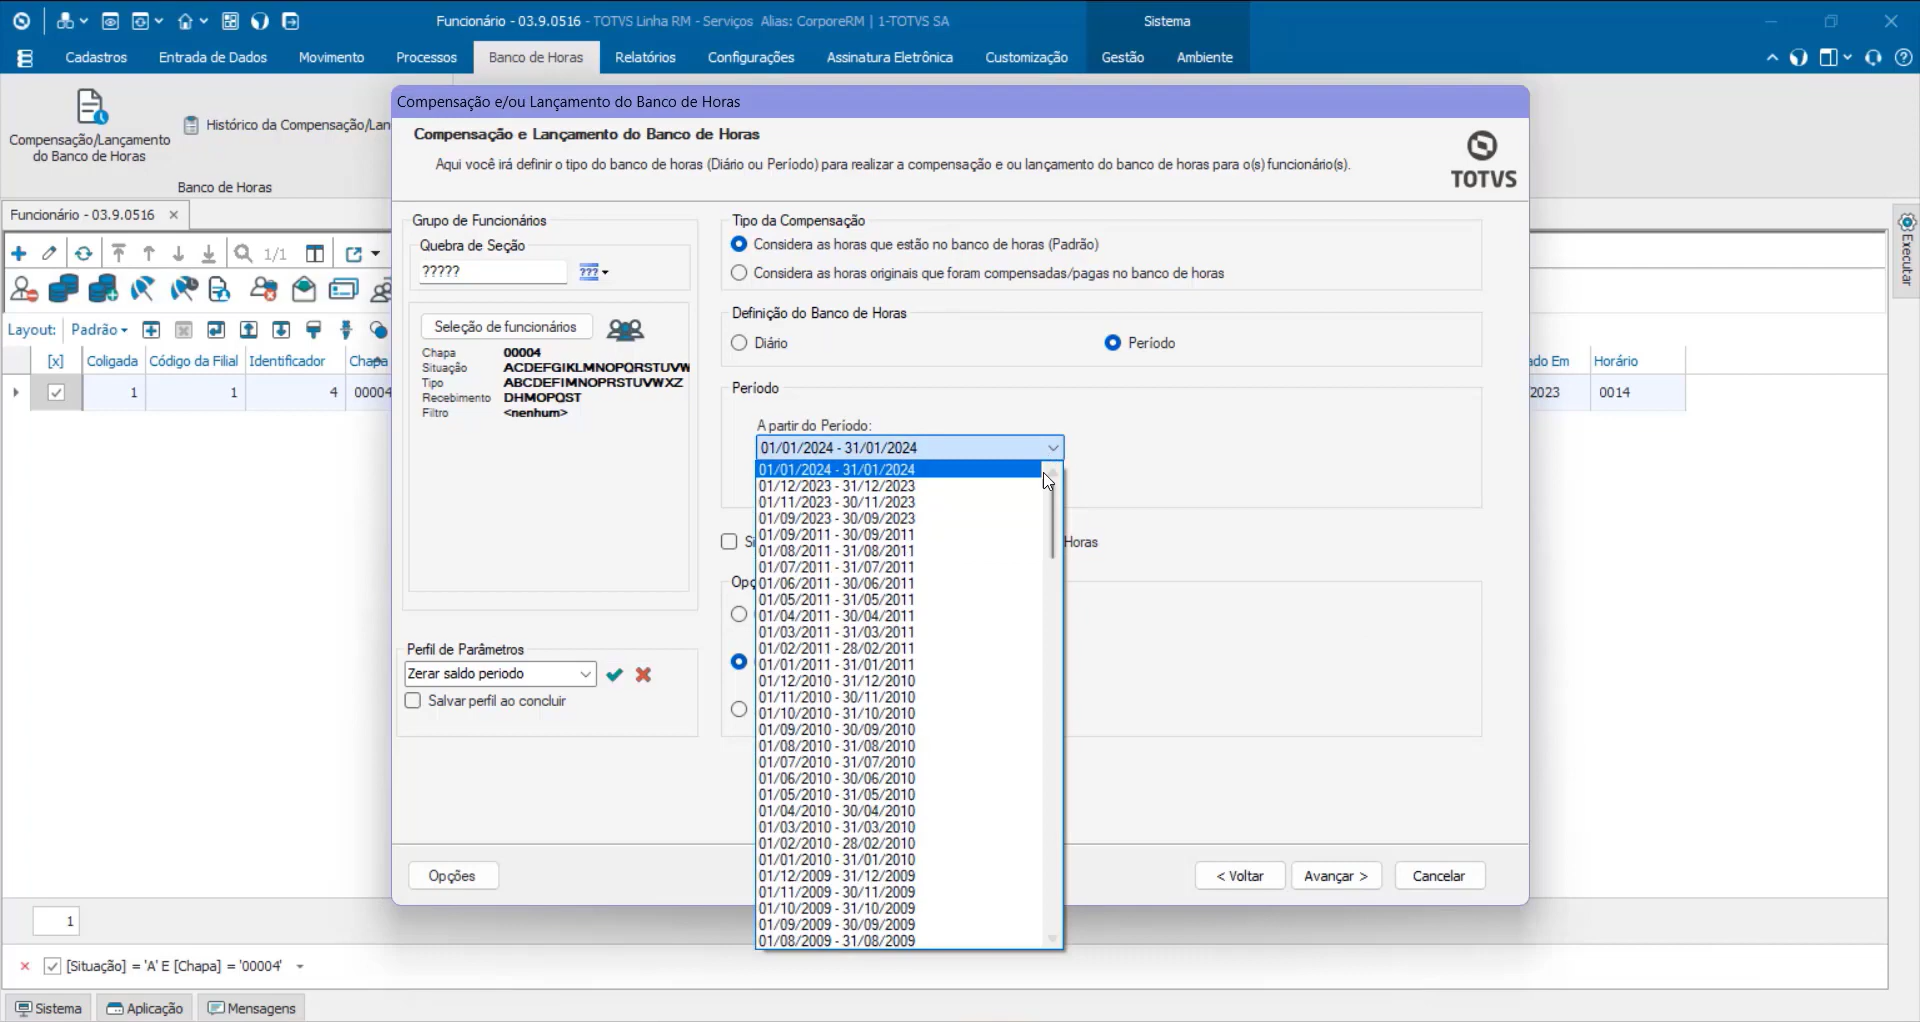 Funcionário - 03.9.0516 - TOTVS Linha RM - Serviços Alias: CorporeRM | 1-TOTVS SA
Sistema
Cadastros
Entrada de Dados
Movimento
Processos
Banco de Horas
Relatórios
Configurações
Assinatura Eletrônica
Customização
Gestão
Ambiente
Compensação/Lançamento
do Banco de Horas
Histórico da Compensação/Lan
Banco de Horas
Funcionário - 03.9.0516
1/1
Layout:
Padrão
[x]
Coligada
Código da Filial
Identificador
Chapa
1
1
4
00004
ado Em
Horário
2023
0014
Executar
Compensação e/ou Lançamento do Banco de Horas
Compensação e Lançamento do Banco de Horas
Aqui você irá definir o tipo do banco de horas (Diário ou Período) para realizar a compensação e ou lançamento do banco de horas para o(s) funcionário(s).
TOTVS
Grupo de Funcionários
Quebra de Seção
?????
???
Seleção de funcionários
Chapa 00004
Situação ACDEFGIKLMNOPQRSTUVW
Tipo ABCDEFIMNOPRSTUVWXZ
Recebimento DHMOPQST
Filtro <nenhum>
Perfil de Parâmetros
Zerar saldo periodo
Salvar perfil ao concluir
Tipo da Compensação
Considera as horas que estão no banco de horas (Padrão)
Considera as horas originais que foram compensadas/pagas no banco de horas
Definição do Banco de Horas
Diário
Período
Período
A partir do Período:
01/01/2024 - 31/01/2024
01/01/2024 - 31/01/2024
01/12/2023 - 31/12/2023
01/11/2023 - 30/11/2023
01/09/2023 - 30/09/2023
01/09/2011 - 30/09/2011
01/08/2011 - 31/08/2011
01/07/2011 - 31/07/2011
01/06/2011 - 30/06/2011
01/05/2011 - 31/05/2011
01/04/2011 - 30/04/2011
01/03/2011 - 31/03/2011
01/02/2011 - 28/02/2011
01/01/2011 - 31/01/2011
01/12/2010 - 31/12/2010
01/11/2010 - 30/11/2010
01/10/2010 - 31/10/2010
01/09/2010 - 30/09/2010
01/08/2010 - 31/08/2010
01/07/2010 - 31/07/2010
01/06/2010 - 30/06/2010
01/05/2010 - 31/05/2010
01/04/2010 - 30/04/2010
01/03/2010 - 31/03/2010
01/02/2010 - 28/02/2010
01/01/2010 - 31/01/2010
01/12/2009 - 31/12/2009
01/11/2009 - 30/11/2009
01/10/2009 - 31/10/2009
01/09/2009 - 30/09/2009
01/08/2009 - 31/08/2009
Si
Horas
Opç
Opções
< Voltar
Avançar >
Cancelar
1
[Situação] = 'A' E [Chapa] = '00004'
Sistema
Aplicação
Mensagens